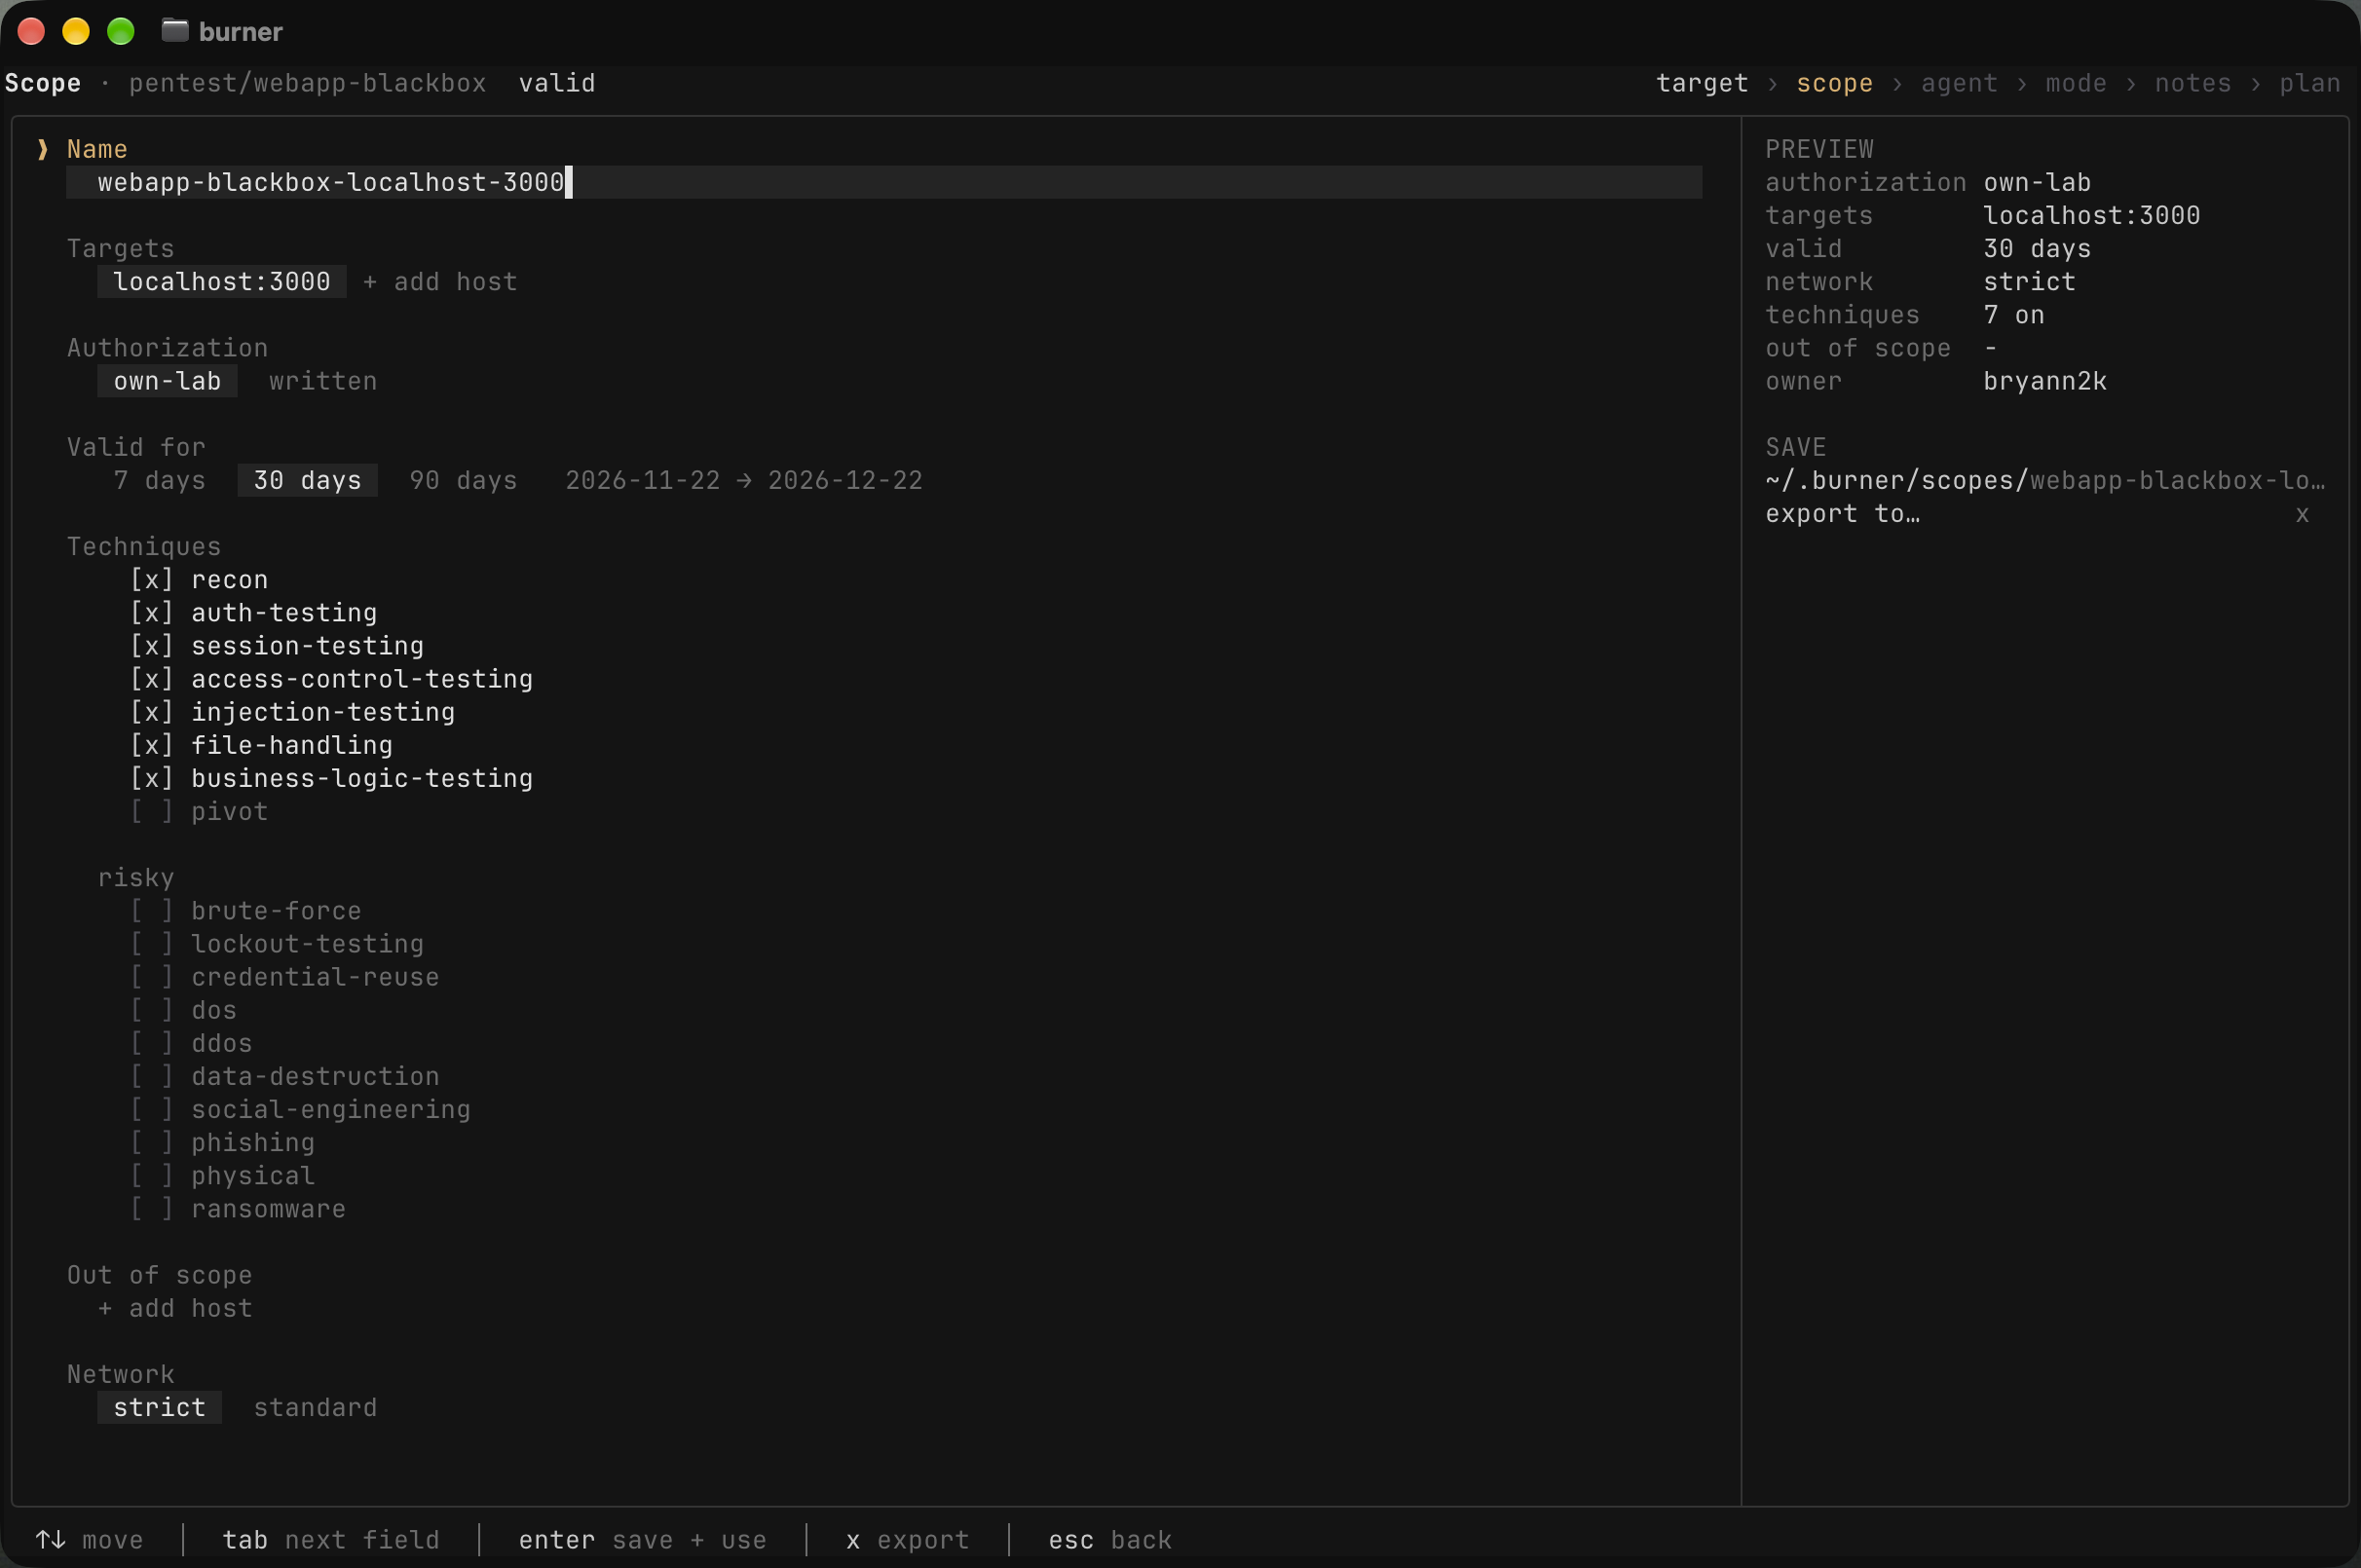 burner
Scope · pentest/webapp-blackbox valid
target › scope › agent › mode › notes › plan
❱ Name
webapp-blackbox-localhost-3000
Targets
localhost:3000 + add host
Authorization
own-lab written
Valid for
7 days 30 days 90 days 2026-11-22 → 2026-12-22
Techniques
[x] recon
[x] auth-testing
[x] session-testing
[x] access-control-testing
[x] injection-testing
[x] file-handling
[x] business-logic-testing
[ ] pivot
risky
[ ] brute-force
[ ] lockout-testing
[ ] credential-reuse
[ ] dos
[ ] ddos
[ ] data-destruction
[ ] social-engineering
[ ] phishing
[ ] physical
[ ] ransomware
Out of scope
+ add host
Network
strict standard
PREVIEW
authorization own-lab
targets localhost:3000
valid 30 days
network strict
techniques 7 on
out of scope -
owner bryann2k
SAVE
~/.burner/scopes/webapp-blackbox-lo…
export to… x
↑↓ move │ tab next field │ enter save + use │ x export │ esc back